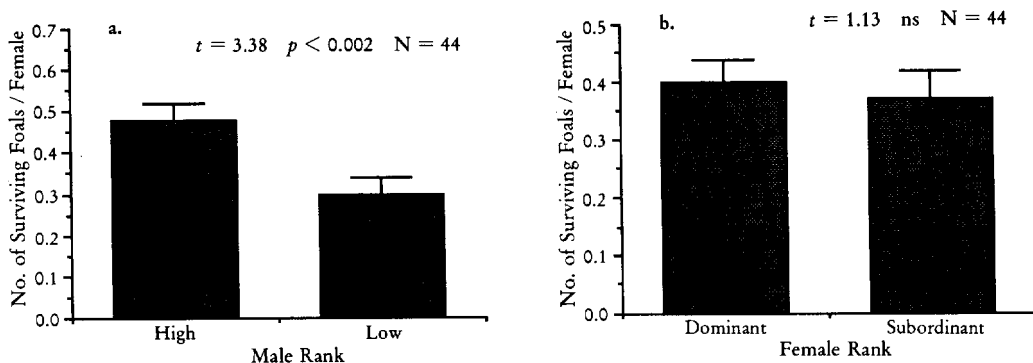 a.
t = 3.38 p < 0.002 N = 44
No. of Surviving Foals / Female
0.7
0.6
0.5
0.4
0.3
0.2
0.1
0.0
High Low
Male Rank
b.
t = 1.13 ns N = 44
No. of Surviving Foals / Female
0.5
0.4
0.3
0.2
0.1
0.0
Dominant Subordinant
Female Rank